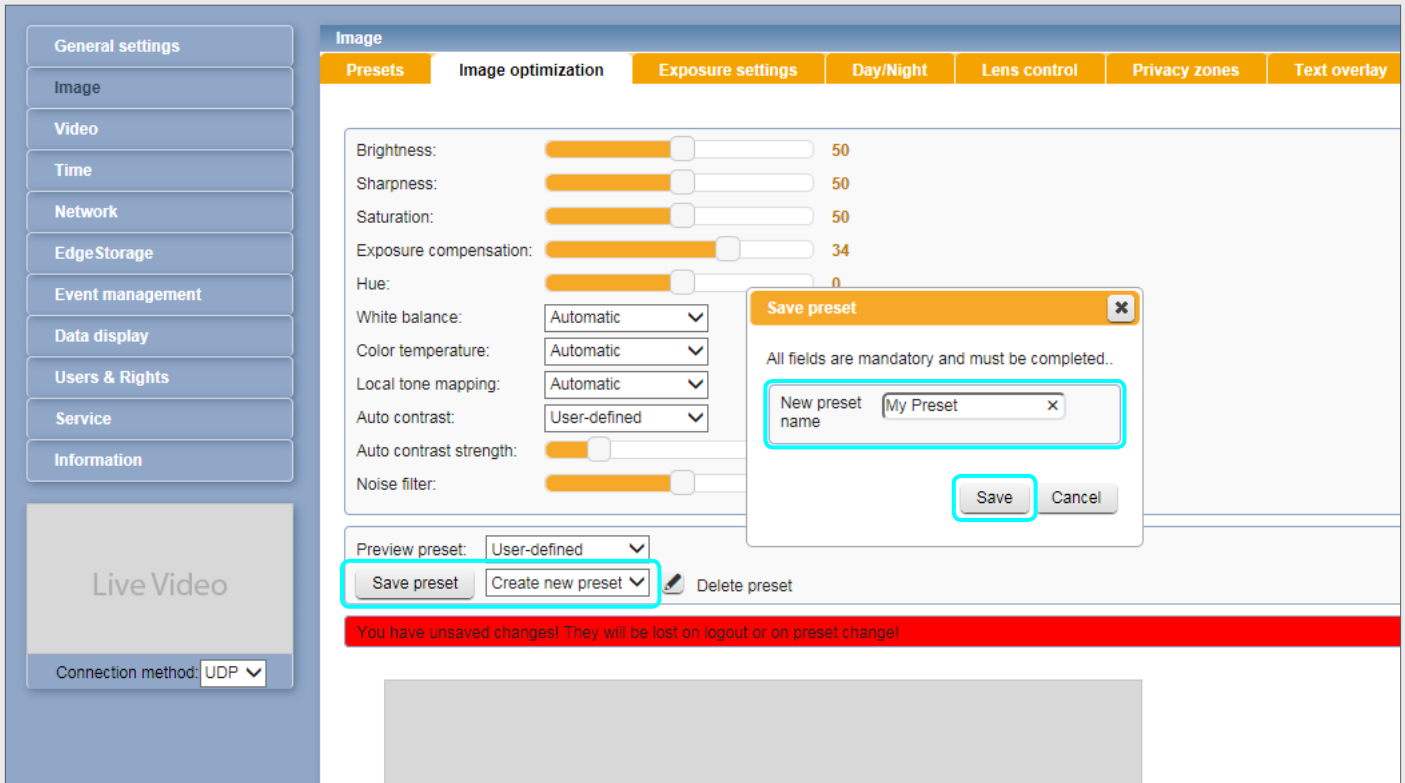 General settings
Image
Video
Time
Network
EdgeStorage
Event management
Data display
Users & Rights
Service
Information
Live Video
Connection method: UDP
Image
Presets Image optimization Exposure settings Day/Night Lens control Privacy zones Text overlay
Brightness: 50
Sharpness: 50
Saturation: 50
Exposure compensation: 34
Hue: 0
White balance: Automatic
Color temperature: Automatic
Local tone mapping: Automatic
Auto contrast: User-defined
Auto contrast strength:
Noise filter:
Save preset
All fields are mandatory and must be completed..
New preset
name
My Preset
Save Cancel
Preview preset: User-defined
Save preset Create new preset Delete preset
You have unsaved changes! They will be lost on logout or on preset change!